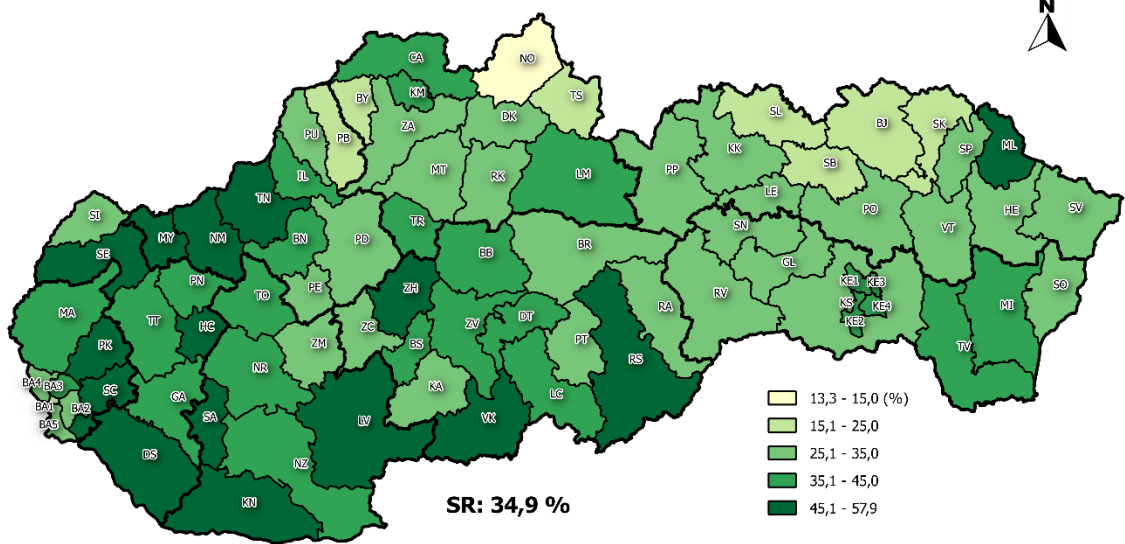 N
CA
NO
KM
TS
BY
PU
PB
ZA
DK
SL
BJ
SK
SP
ML
MT
RK
LM
PP
KK
SB
IL
LE
TN
PO
HE
SV
SI
MY
NM
BN
PD
TR
VT
SE
BB
BR
SN
GL
PN
PE
TO
ZH
KE1
KE3
SO
MA
TT
HC
ZC
ZV
DT
RA
RV
KS
KE4
MI
PK
ZM
BS
PT
RS
KE2
TV
BA4
BA3
SC
NR
KA
LC
BA1
BA2
GA
SA
LV
VK
BA5
DS
NZ
KN
SR: 34,9 %
13,3 - 15,0 (%)
15,1 - 25,0
25,1 - 35,0
35,1 - 45,0
45,1 - 57,9